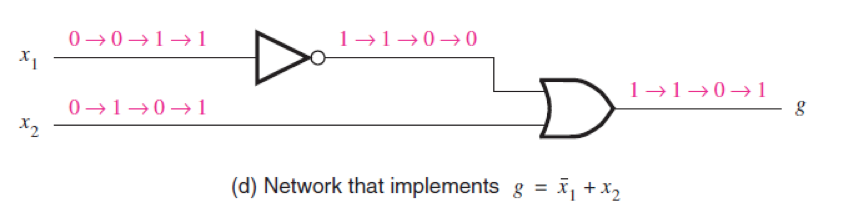 0 → 0 → 1 → 1
1 → 1 → 0 → 0
x₁
1 → 1 → 0 → 1
0 → 1 → 0 → 1
g
x₂
(d) Network that implements g = x̄₁ + x₂